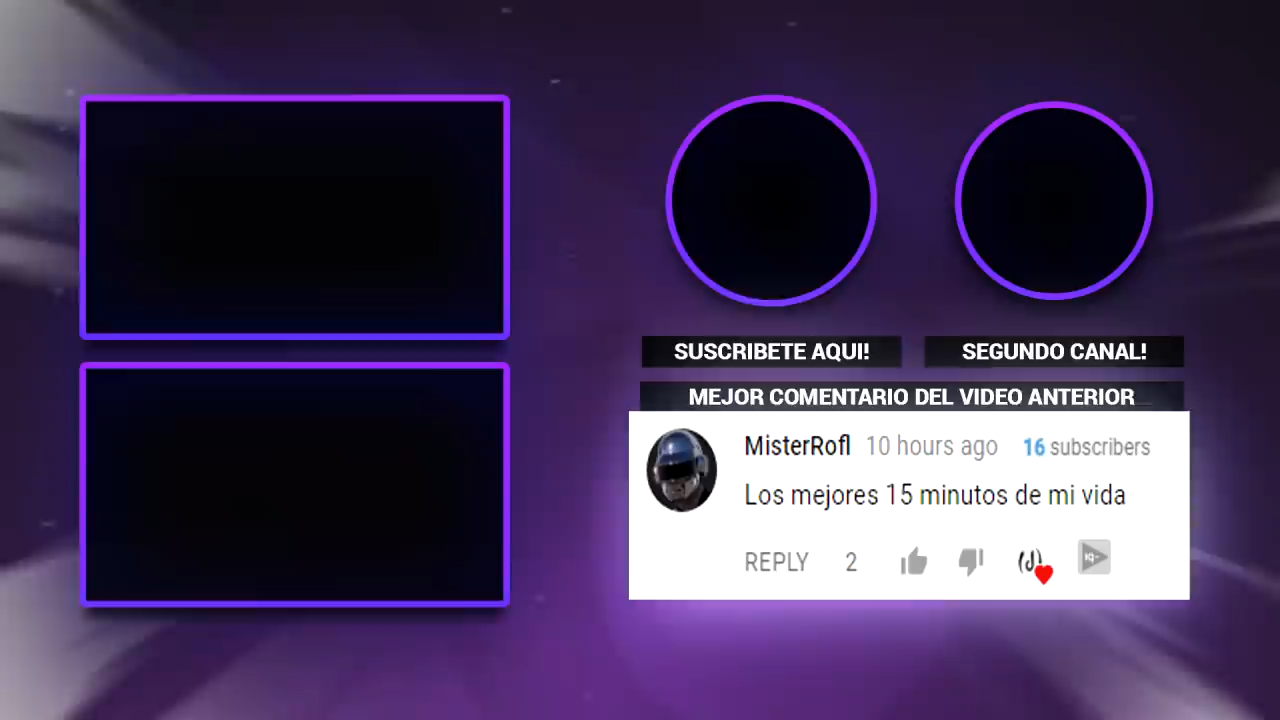 SUSCRIBETE AQUI!
SEGUNDO CANAL!
MEJOR COMENTARIO DEL VIDEO ANTERIOR
MisterRofl 10 hours ago 16 subscribers
Los mejores 15 minutos de mi vida
REPLY 2